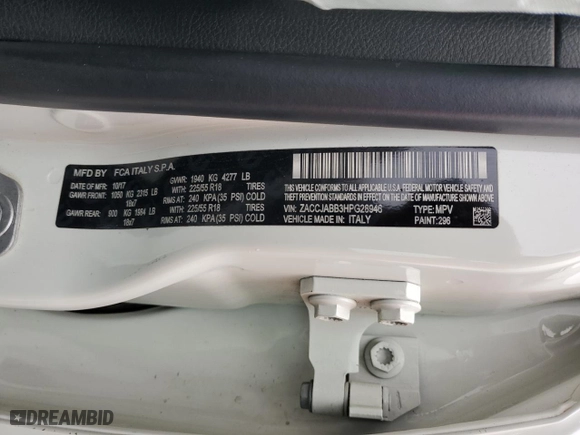 MFD BY FCA ITALY S.P.A.
DATE OF MFR: 10/17 GVWR: 1940 KG 4277 LB
GAWR FRONT: 1050 KG 2315 LB WITH: 225/55 R18 TIRES
18x7 RIMS AT: 240 KPA(35 PSI) COLD
GAWR REAR: 900 KG 1984 LB WITH: 225/55 R18 TIRES
18x7 RIMS AT: 240 KPA(35 PSI) COLD
THIS VEHICLE CONFORMS TO ALL APPLICABLE U.S.A. FEDERAL MOTOR VEHICLE
SAFETY, BUMPER AND THEFT PREVENTION STANDARDS IN EFFECT
ON THE DATE OF MANUFACTURE SHOWN ABOVE.
VIN: ZACCJABB3HPG28946 TYPE: MPV
VEHICLE MADE IN: ITALY PAINT: 296
DREAMBID